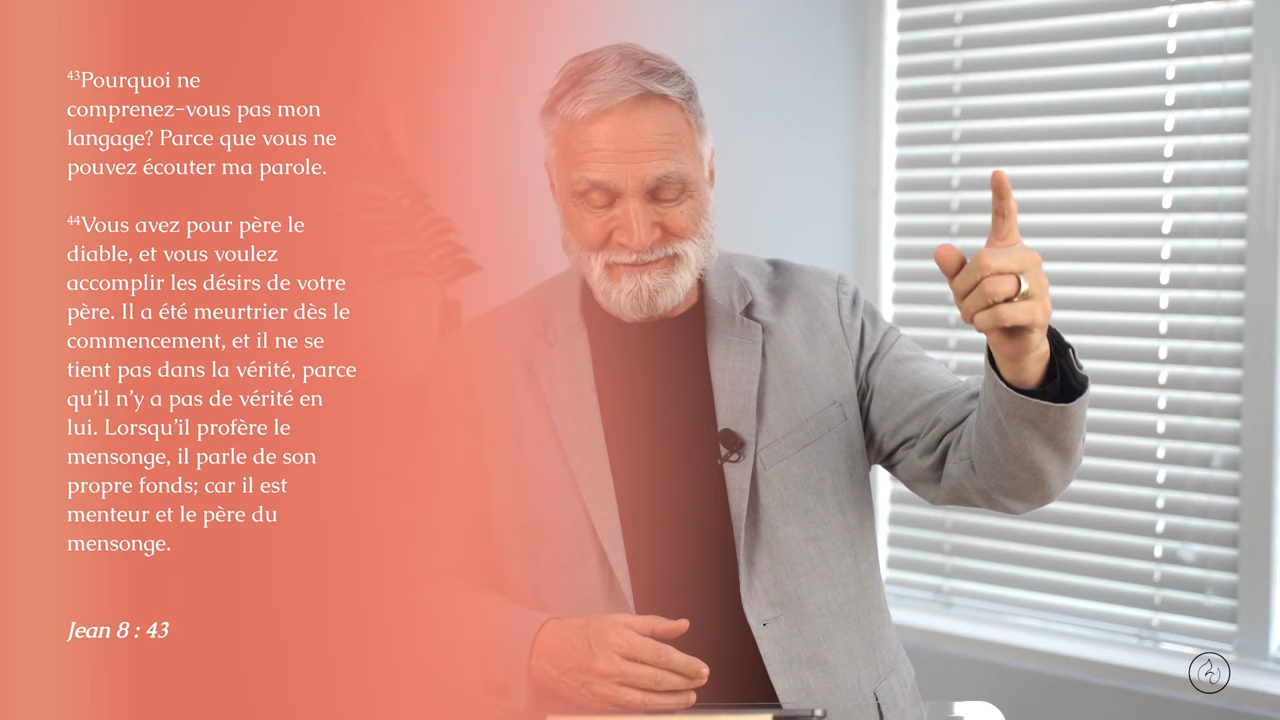 43Pourquoi ne
comprenez-vous pas mon
langage? Parce que vous ne
pouvez écouter ma parole.
44Vous avez pour père le
diable, et vous voulez
accomplir les désirs de votre
père. Il a été meurtrier dès le
commencement, et il ne se
tient pas dans la vérité, parce
qu’il n’y a pas de vérité en
lui. Lorsqu’il profère le
mensonge, il parle de son
propre fonds; car il est
menteur et le père du
mensonge.
Jean 8 : 43